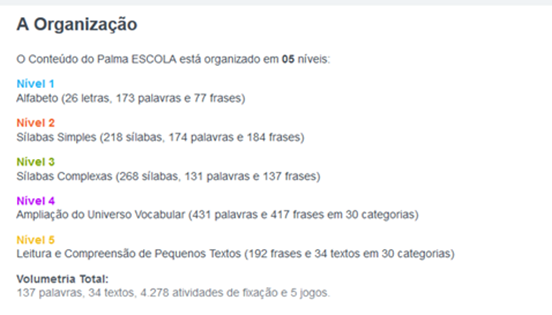 A Organização
O Conteúdo do Palma ESCOLA está organizado em 05 níveis:
Nível 1
Alfabeto (26 letras, 173 palavras e 77 frases)
Nível 2
Sílabas Simples (218 sílabas, 174 palavras e 184 frases)
Nível 3
Sílabas Complexas (268 sílabas, 131 palavras e 137 frases)
Nível 4
Ampliação do Universo Vocabular (431 palavras e 417 frases em 30 categorias)
Nível 5
Leitura e Compreensão de Pequenos Textos (192 frases e 34 textos em 30 categorias)
Volumetria Total:
137 palavras, 34 textos, 4.278 atividades de fixação e 5 jogos.